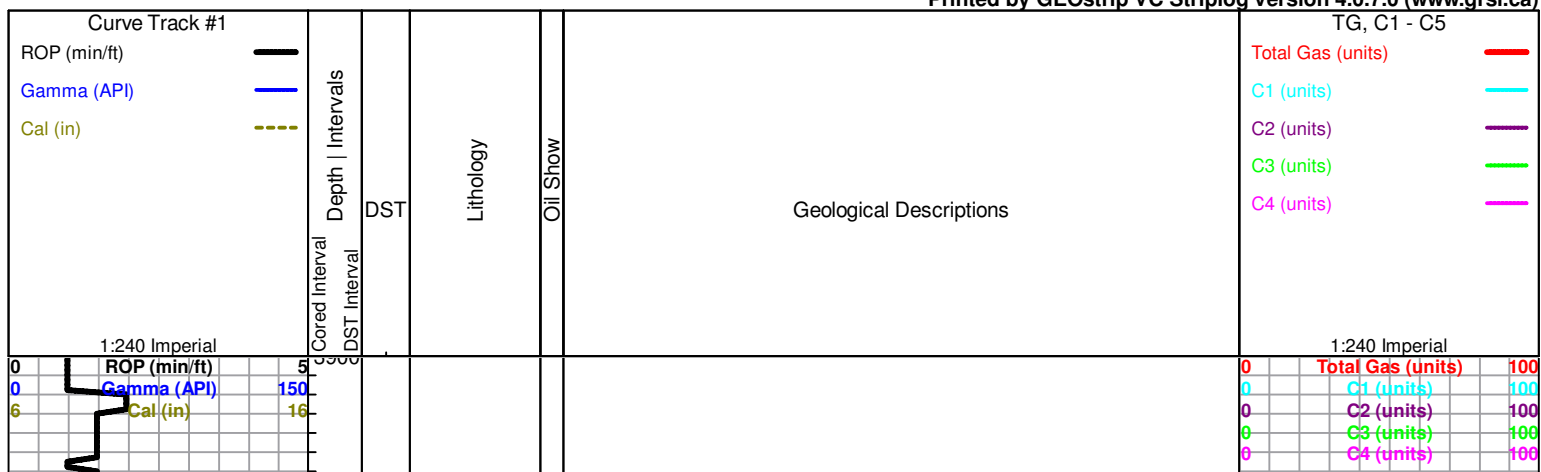 Printed by GEOstrip VC Striplog version 4.0.7.0 (www.grsi.ca)
Curve Track #1
ROP (min/ft)
Gamma (API)
Cal (in)
1:240 Imperial
Cored Interval
Depth | Intervals
DST Interval
DST
Lithology
Oil Show
Geological Descriptions
TG, C1 - C5
Total Gas (units)
C1 (units)
C2 (units)
C3 (units)
C4 (units)
1:240 Imperial
0 ROP (min/ft) 5
0 Gamma (API) 150
6 Cal (in) 16
3900
0 Total Gas (units) 100
0 C1 (units) 100
0 C2 (units) 100
0 C3 (units) 100
0 C4 (units) 100